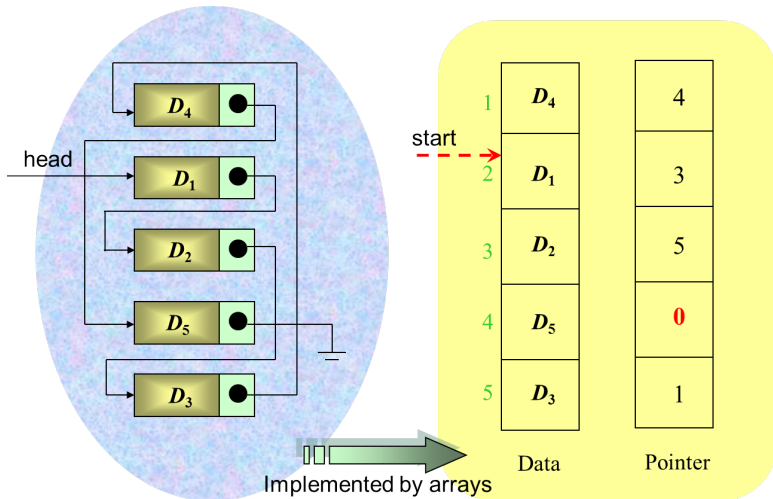 head
D4
D1
D2
D5
D3
Implemented by arrays
start
1 D4 4
2 D1 3
3 D2 5
4 D5 0
5 D3 1
Data Pointer